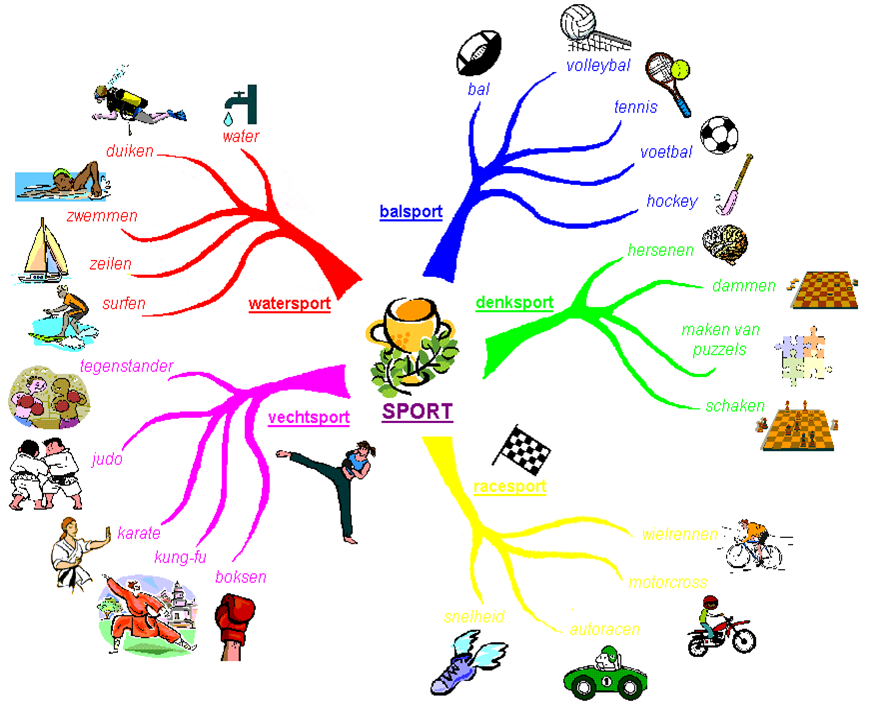 SPORT
balsport
bal
volleybal
tennis
voetbal
hockey
denksport
hersenen
dammen
maken van
puzzels
schaken
racesport
wielrennen
motorcross
autoracen
snelheid
vechtsport
tegenstander
judo
karate
kung-fu
boksen
watersport
water
duiken
zwemmen
zeilen
surfen
1